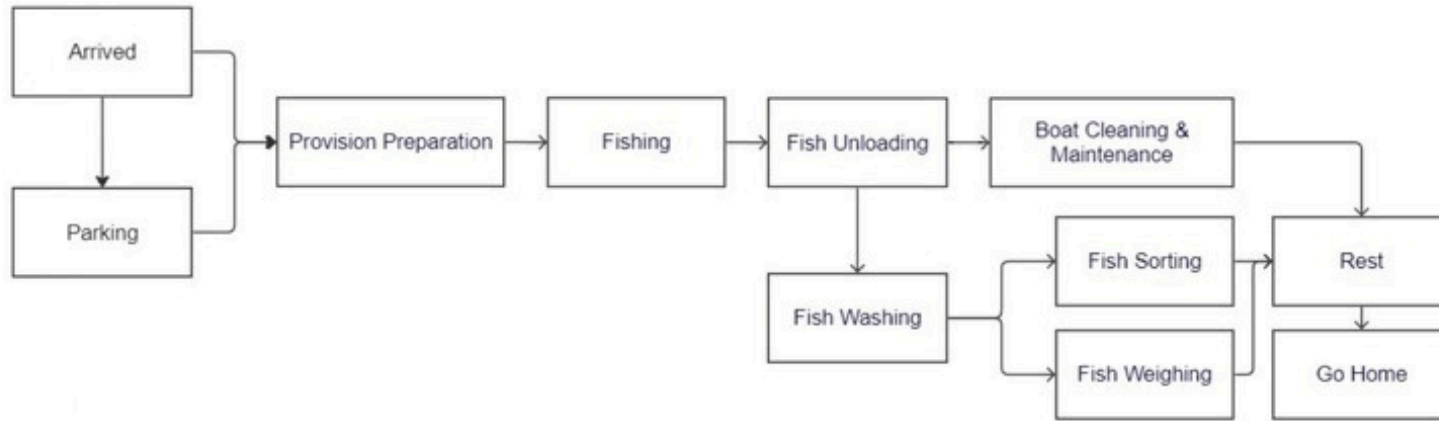 Arrived
Parking
Provision Preparation
Fishing
Fish Unloading
Boat Cleaning &
Maintenance
Fish Washing
Fish Sorting
Fish Weighing
Rest
Go Home